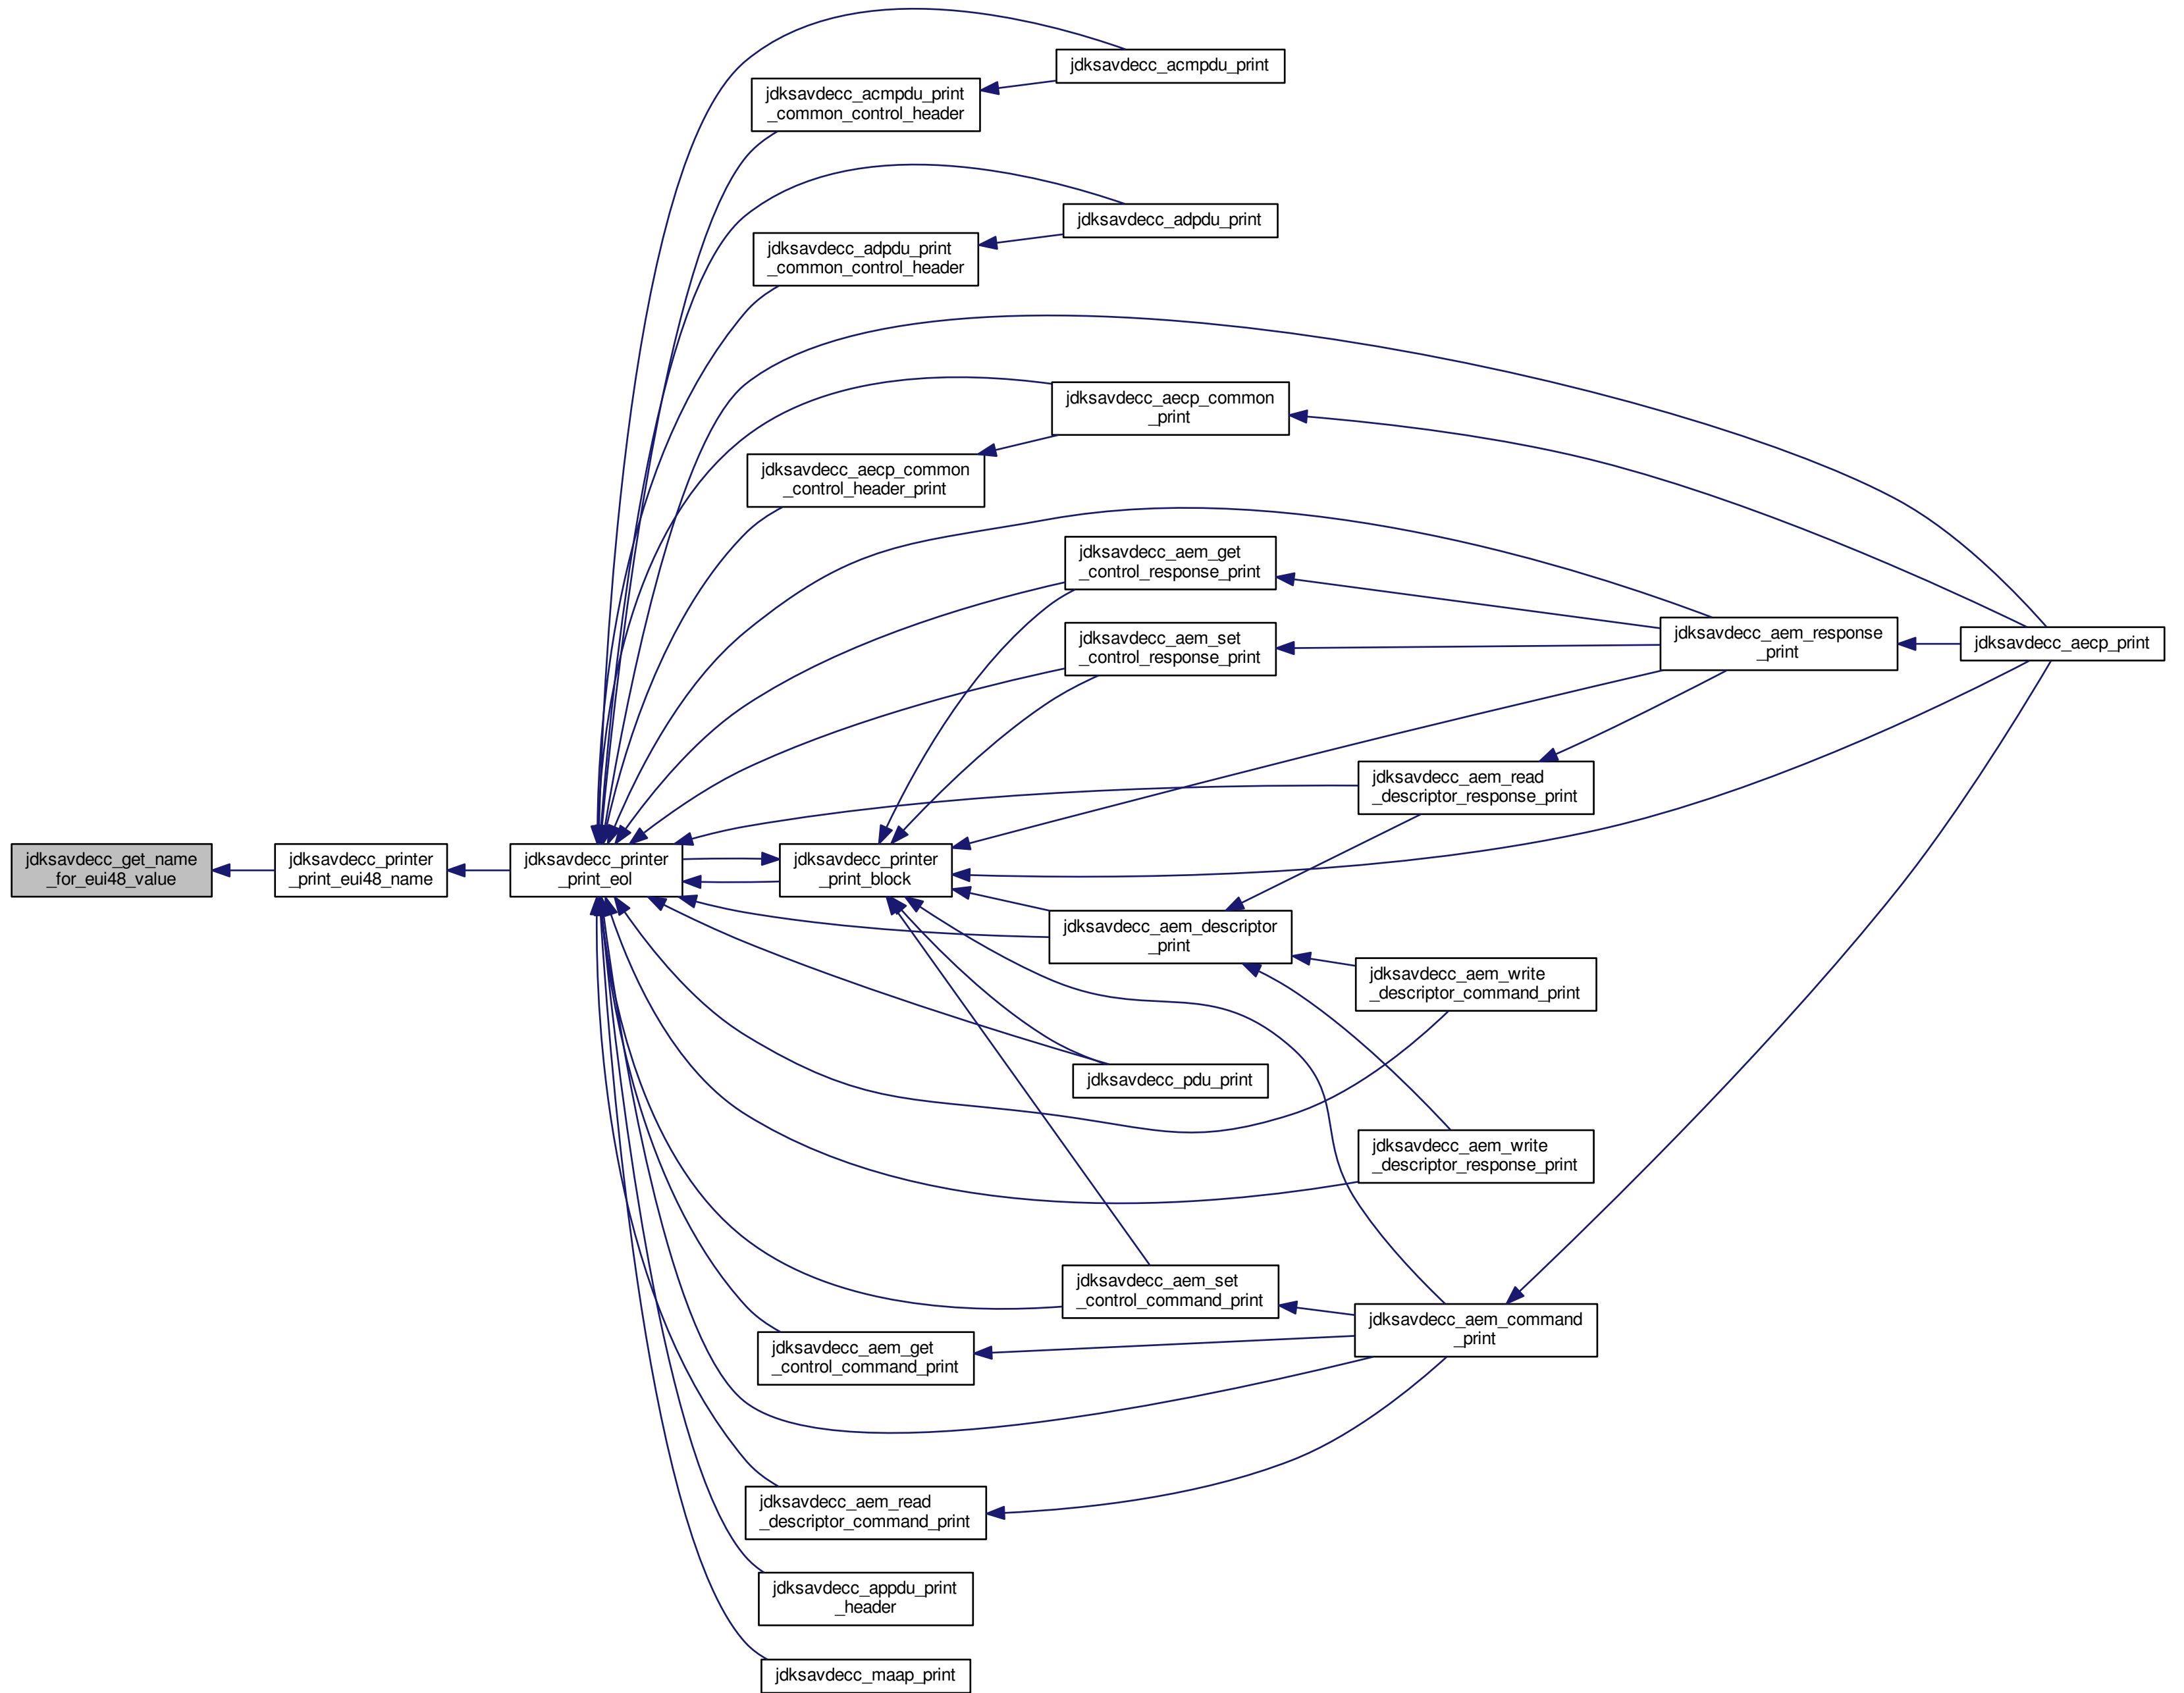 jdksavdecc_acmpdu_print
jdksavdecc_acmpdu_print
_common_control_header
jdksavdecc_adpdu_print
jdksavdecc_adpdu_print
_common_control_header
jdksavdecc_aecp_common
_print
jdksavdecc_aecp_common
_control_header_print
jdksavdecc_aem_get
_control_response_print
jdksavdecc_aem_set
_control_response_print
jdksavdecc_aem_response
_print
jdksavdecc_aecp_print
jdksavdecc_aem_read
_descriptor_response_print
jdksavdecc_get_name
_for_eui48_value
jdksavdecc_printer
_print_eui48_name
jdksavdecc_printer
_print_eol
jdksavdecc_printer
_print_block
jdksavdecc_aem_descriptor
_print
jdksavdecc_aem_write
_descriptor_command_print
jdksavdecc_pdu_print
jdksavdecc_aem_write
_descriptor_response_print
jdksavdecc_aem_set
_control_command_print
jdksavdecc_aem_command
_print
jdksavdecc_aem_get
_control_command_print
jdksavdecc_aem_read
_descriptor_command_print
jdksavdecc_appdu_print
_header
jdksavdecc_maap_print